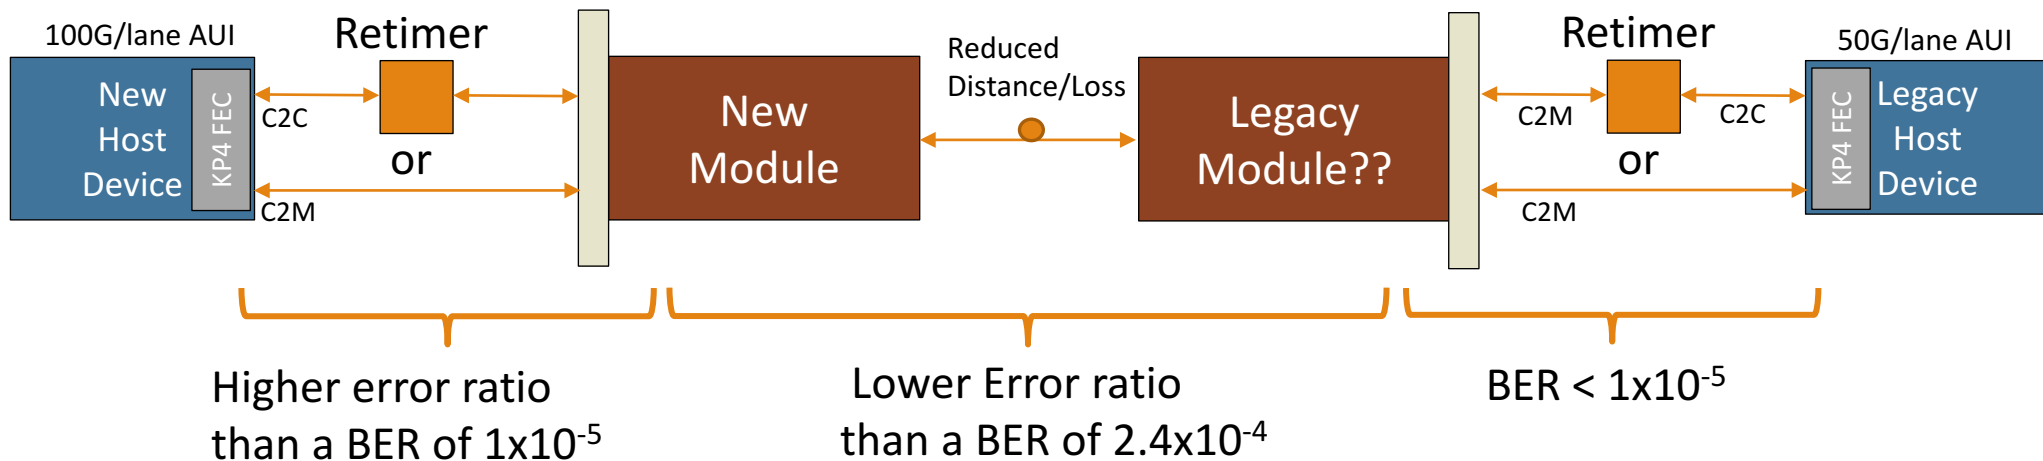 100G/lane AUI
New
Host
Device
KP4 FEC
C2C
C2M
Retimer
or
New
Module
Reduced
Distance/Loss
Legacy
Module??
Retimer
or
C2M
C2C
C2M
50G/lane AUI
KP4 FEC
Legacy
Host
Device
Higher error ratio
than a BER of 1x10⁻⁵
Lower Error ratio
than a BER of 2.4x10⁻⁴
BER < 1x10⁻⁵